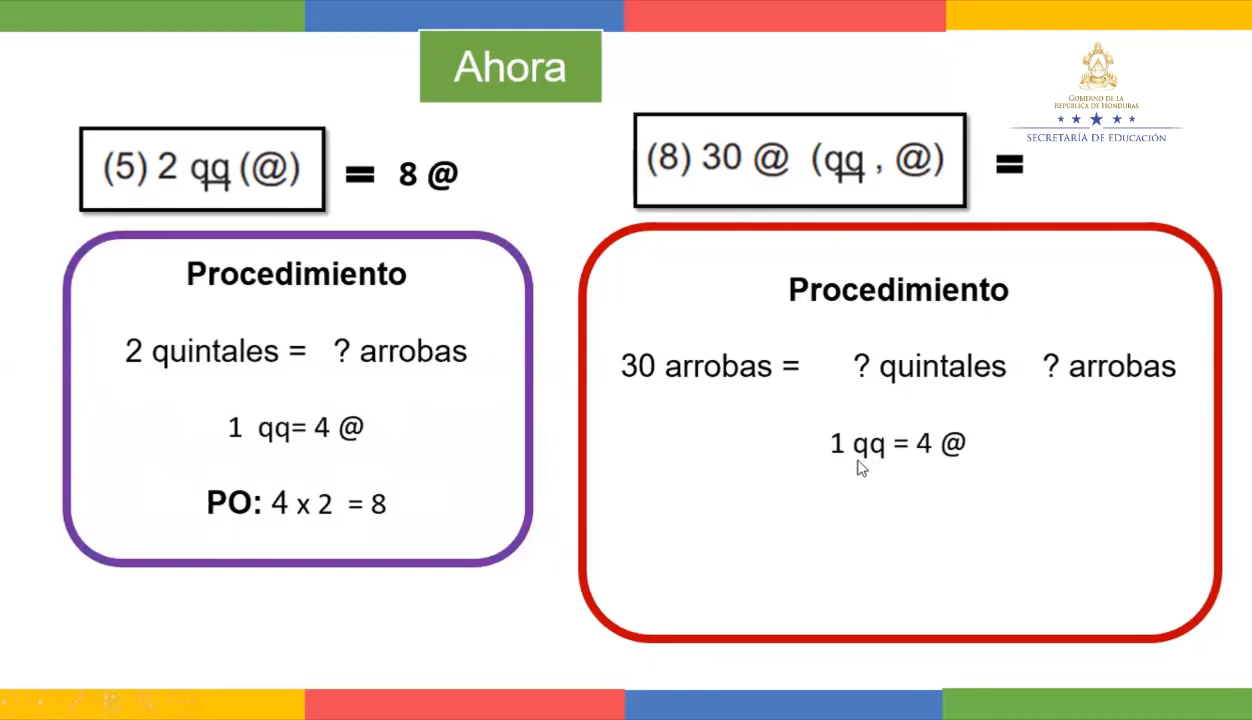 Ahora
GOBIERNO DE LA
REPÚBLICA DE HONDURAS
SECRETARÍA DE EDUCACIÓN
(5) 2 qq (@) = 8 @
Procedimiento
2 quintales = ? arrobas
1 qq= 4 @
PO: 4 x 2 = 8
(8) 30 @ (qq , @) =
Procedimiento
30 arrobas = ? quintales ? arrobas
1 qq = 4 @